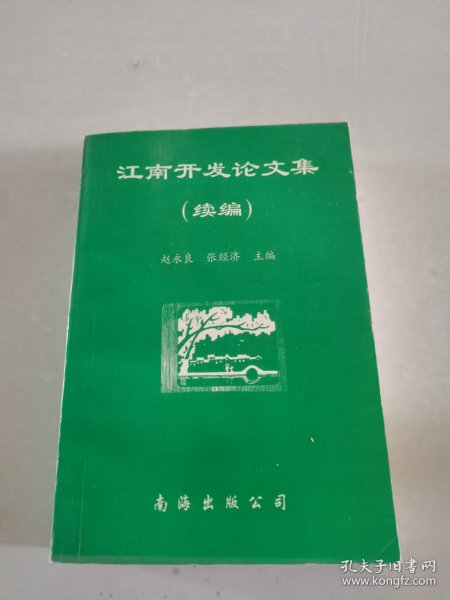 江南开发论文集
（续编）
赵永良 张经济 主编
南海出版公司
孔夫子旧书网
www.kongfz.com